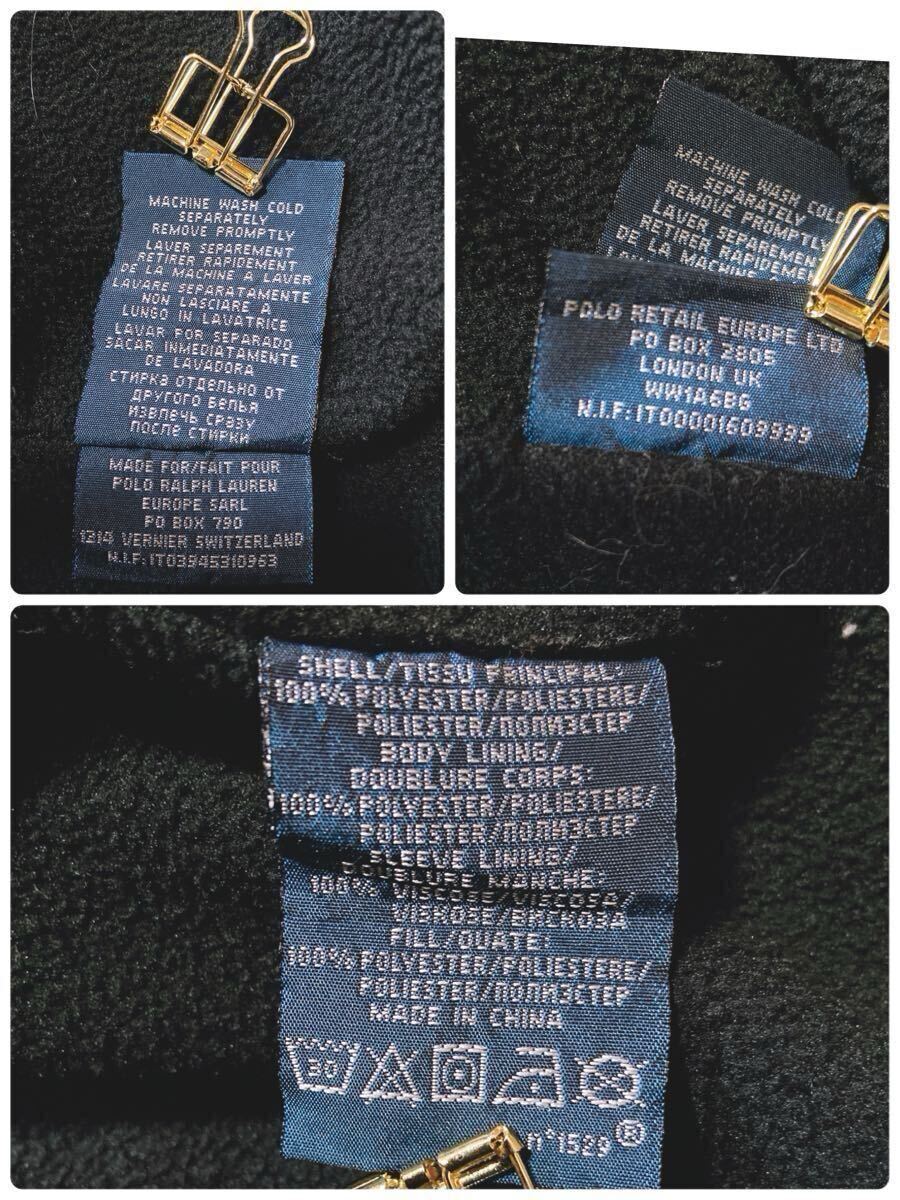 MACHINE WASH COLD
SEPARATELY
REMOVE PROMPTLY
LAVER SEPAREMENT
RETIRER RAPIDEMENT
DE LA MACHINE A LAVER
LAVARE SEPARATAMENTE
NON LASCIARE A
LUNGO IN LAVATRICE
LAVAR POR SEPARADO
SACAR INMEDIATAMENTE
DE LAVADORA
СТИРКА ОТДЕЛЬНО ОТ
ДРУГОГО БЕЛЬЯ
ИЗВЛЕЧЬ СРАЗУ
ПОСЛЕ СТИРКИ
MADE FOR/FAIT POUR
POLO RALPH LAUREN
EUROPE SARL
PO BOX 790
1214 VERNIER SWITZERLAND
N.I.F:IT03945310963
MACHINE WASH COLD
SEPARATELY
REMOVE PROMPTLY
LAVER SEPAREMENT
RETIRER RAPIDEMEN
DE LA MACHINE
POLO RETAIL EUROPE LTD
PO BOX 2805
LONDON UK
WW1A6BG
N.I.F:IT00001609999
SHELL/TISSU PRINCIPAL:
100% POLYESTER/POLIESTERE/
POLIESTER/ПОЛИЭСТЕР
BODY LINING/
DOUBLURE CORPS:
100% POLYESTER/POLIESTERE/
POLIESTER/ПОЛИЭСТЕР
SLEEVE LINING/
DOUBLURE MANCHE:
100% VISCOSE/VISCOSA/
FILL/OUATE:
100% POLYESTER/POLIESTERE/
POLIESTER/ПОЛИЭСТЕР
MADE IN CHINA
30
n°1529 ®